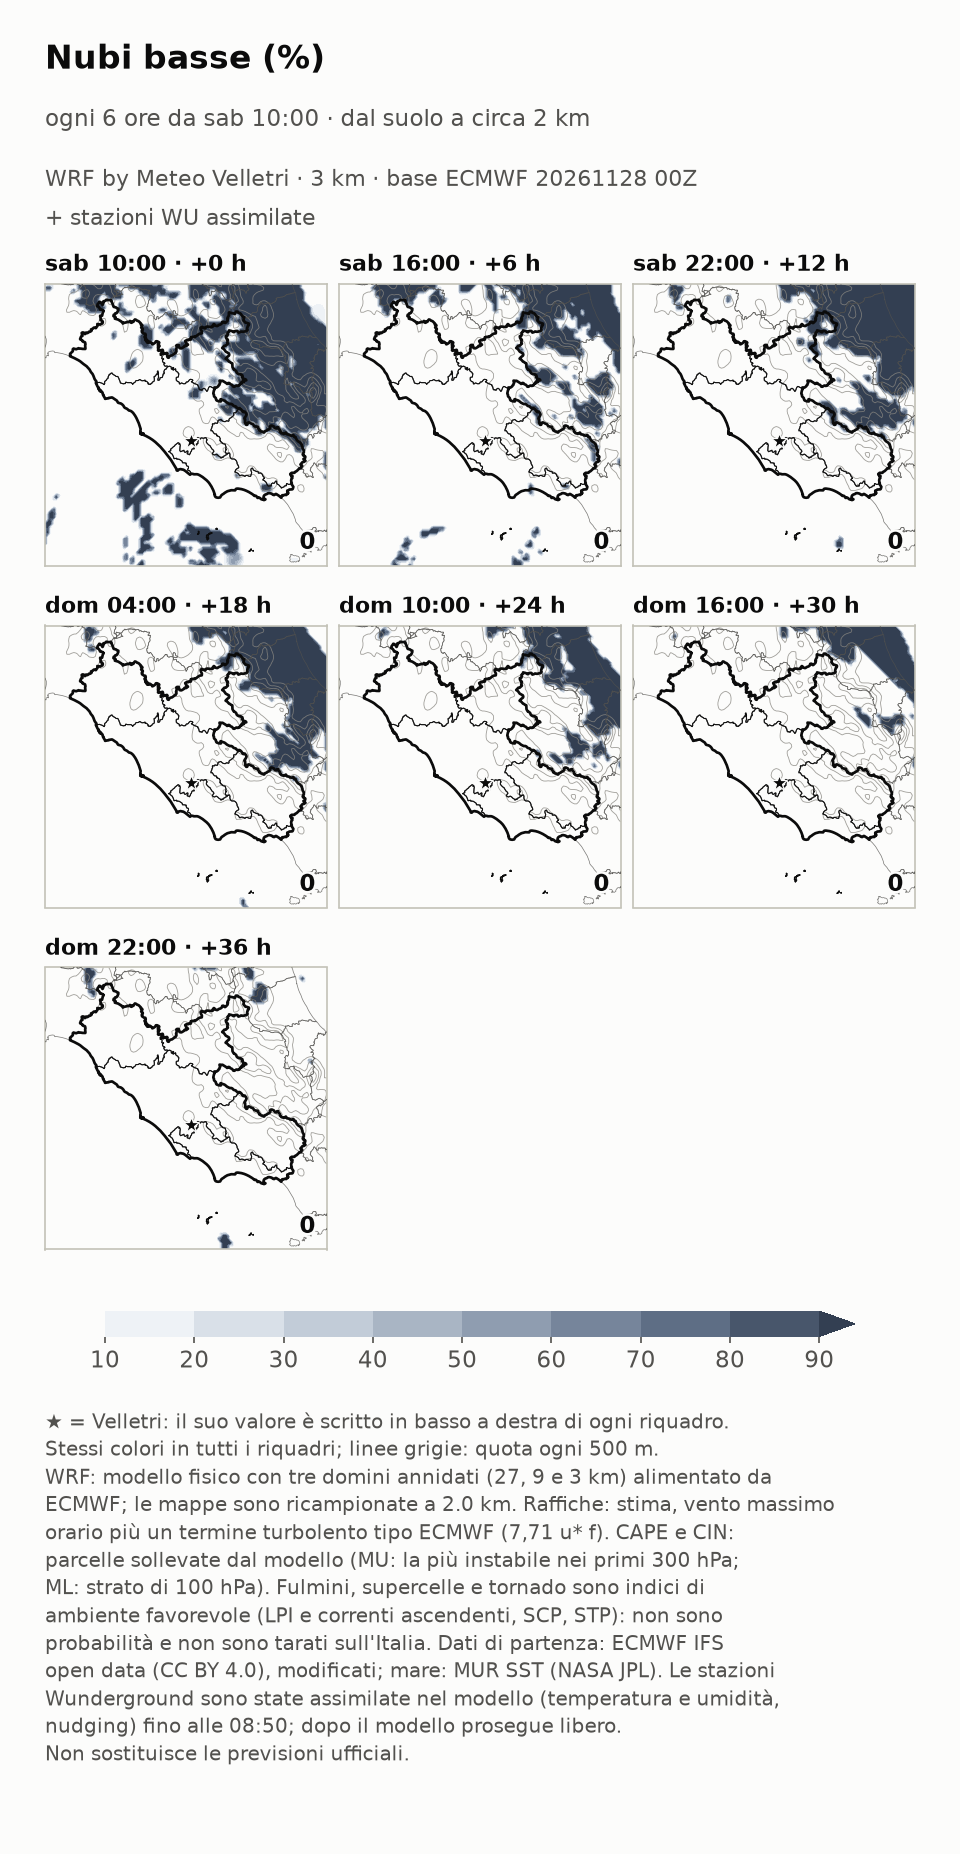 Nubi basse (%)
ogni 6 ore da sab 10:00 · dal suolo a circa 2 km
WRF by Meteo Velletri · 3 km · base ECMWF 20261128 00Z
+ stazioni WU assimilate
sab 10:00 · +0 h
sab 16:00 · +6 h
sab 22:00 · +12 h
0
0
0
dom 04:00 · +18 h
dom 10:00 · +24 h
dom 16:00 · +30 h
0
0
0
dom 22:00 · +36 h
0
10 20 30 40 50 60 70 80 90
★ = Velletri: il suo valore è scritto in basso a destra di ogni riquadro.
Stessi colori in tutti i riquadri; linee grigie: quota ogni 500 m.
WRF: modello fisico con tre domini annidati (27, 9 e 3 km) alimentato da
ECMWF; le mappe sono ricampionate a 2.0 km. Raffiche: stima, vento massimo
orario più un termine turbolento tipo ECMWF (7,71 u* f). CAPE e CIN:
parcelle sollevate dal modello (MU: la più instabile nei primi 300 hPa;
ML: strato di 100 hPa). Fulmini, supercelle e tornado sono indici di
ambiente favorevole (LPI e correnti ascendenti, SCP, STP): non sono
probabilità e non sono tarati sull'Italia. Dati di partenza: ECMWF IFS
open data (CC BY 4.0), modificati; mare: MUR SST (NASA JPL). Le stazioni
Wunderground sono state assimilate nel modello (temperatura e umidità,
nudging) fino alle 08:50; dopo il modello prosegue libero.
Non sostituisce le previsioni ufficiali.